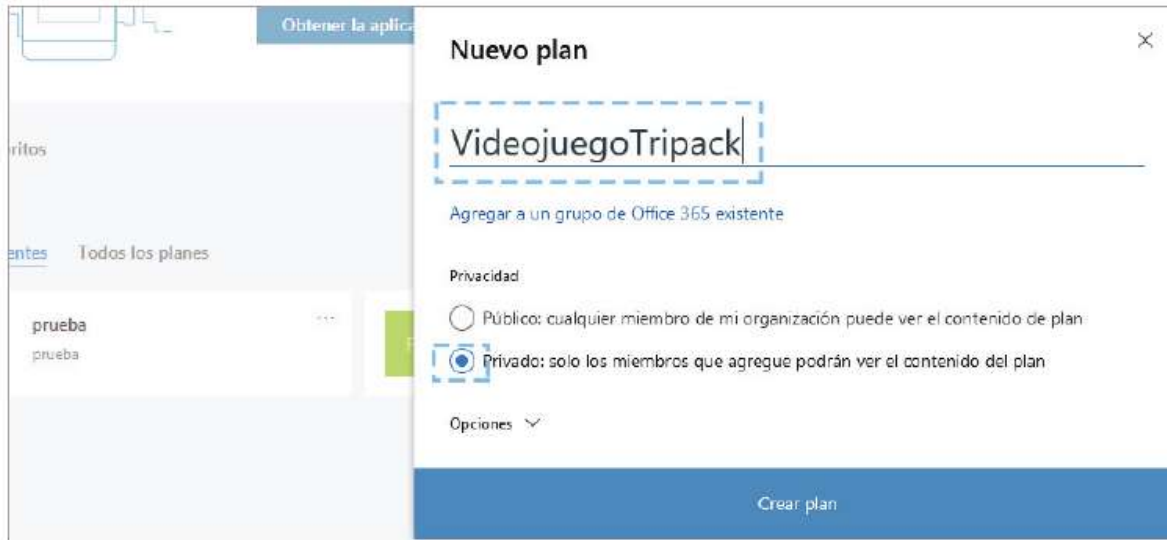 Obtener la aplica
Nuevo plan
VideojuegoTripack
ritos
Agregar a un grupo de Office 365 existente
entes Todos los planes
Privacidad
prueba
prueba
Público: cualquier miembro de mi organización puede ver el contenido de plan
Privado: solo los miembros que agregue podrán ver el contenido del plan
Opciones
Crear plan